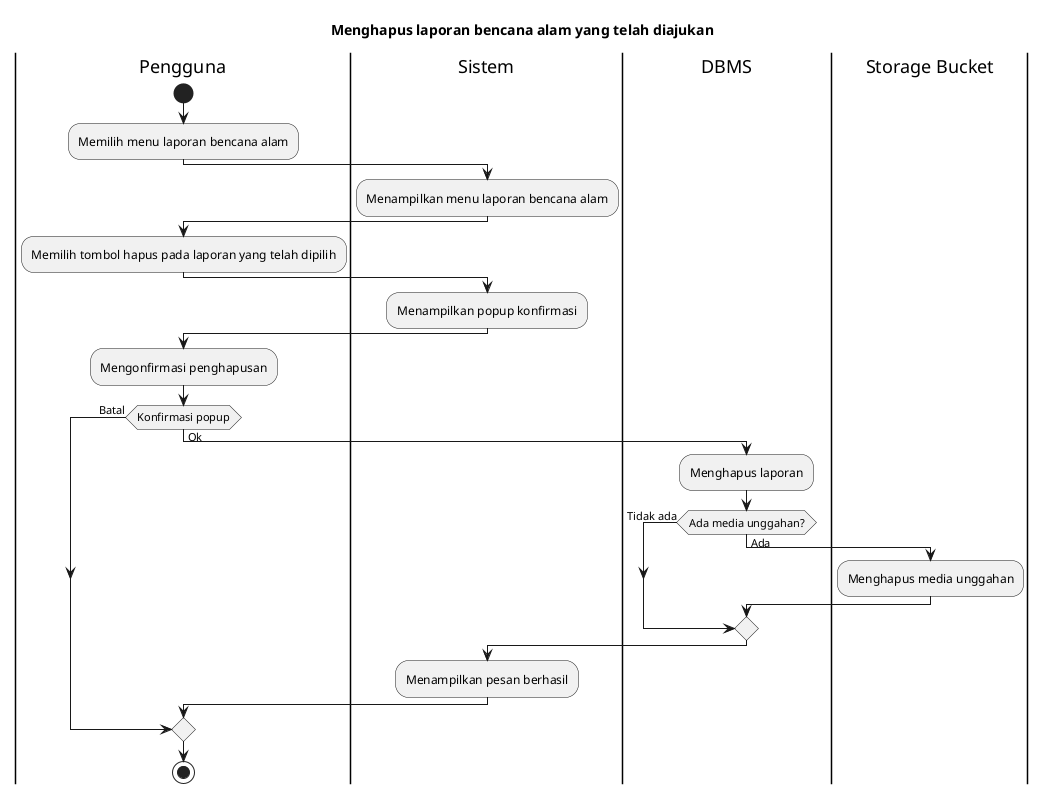 Menghapus laporan bencana alam yang telah diajukan
Pengguna
Sistem
DBMS
Storage Bucket
Memilih menu laporan bencana alam
Menampilkan menu laporan bencana alam
Memilih tombol hapus pada laporan yang telah dipilih
Menampilkan popup konfirmasi
Mengonfirmasi penghapusan
Batal
Konfirmasi popup
Ok
Menghapus laporan
Tidak ada
Ada media unggahan?
Ada
Menghapus media unggahan
Menampilkan pesan berhasil